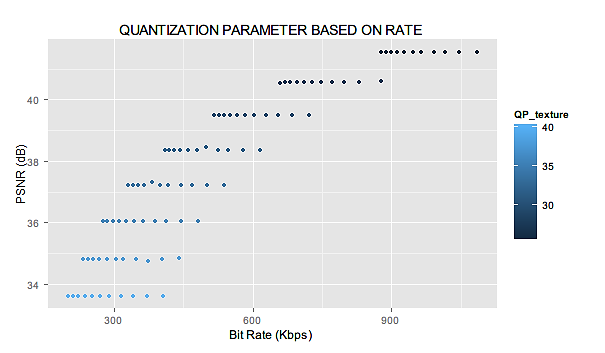 QUANTIZATION PARAMETER BASED ON RATE
PSNR (dB)
40
38
36
34
300
600
900
Bit Rate (Kbps)
QP_texture
40
35
30